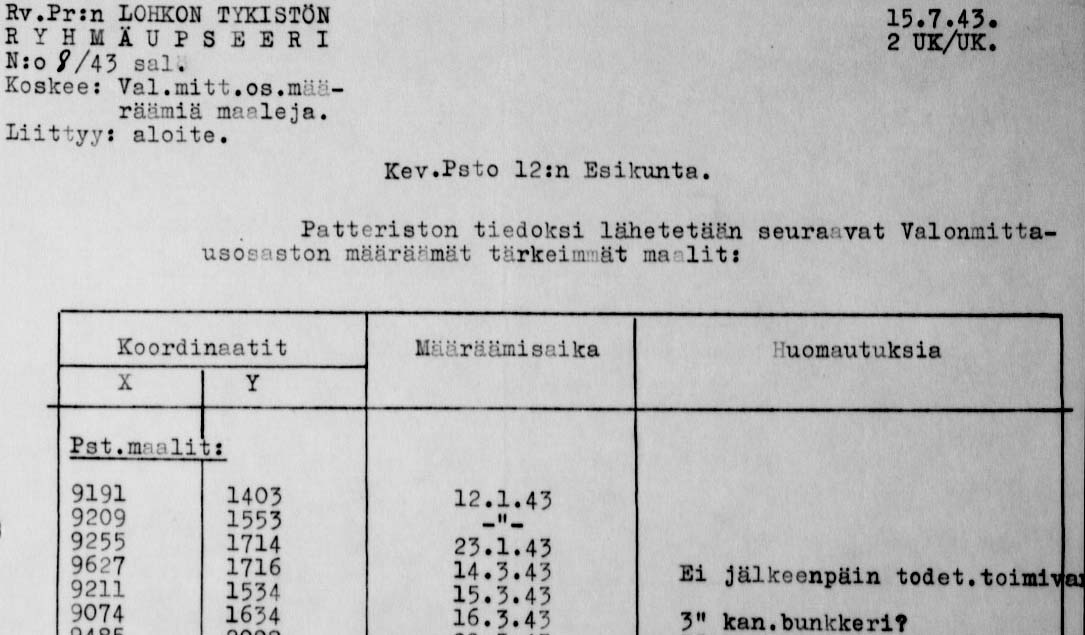 Rv.Pr:n LOHKON TYKISTÖN 15.7.43.
R Y H M Ä U P S E E R I 2 UK/UK.
N:o 8/43 sal.
Koskee: Val.mitt.os.mää-
räämiä maaleja.
Liittyy: aloite.
Kev.Psto 12:n Esikunta.
Patteriston tiedoksi lähetetään seuraavat Valonmitta-
usosaston määräämät tärkeimmät maalit:
Koordinaatit Määräämisaika Huomautuksia
X Y
Pst.maalit:
9191 1403 12.1.43
9209 1553 -"-
9255 1714 23.1.43
9627 1716 14.3.43 Ei jälkeenpäin todet.toimiva
9211 1534 15.3.43
9074 1634 16.3.43 3" kan.bunkkeri?